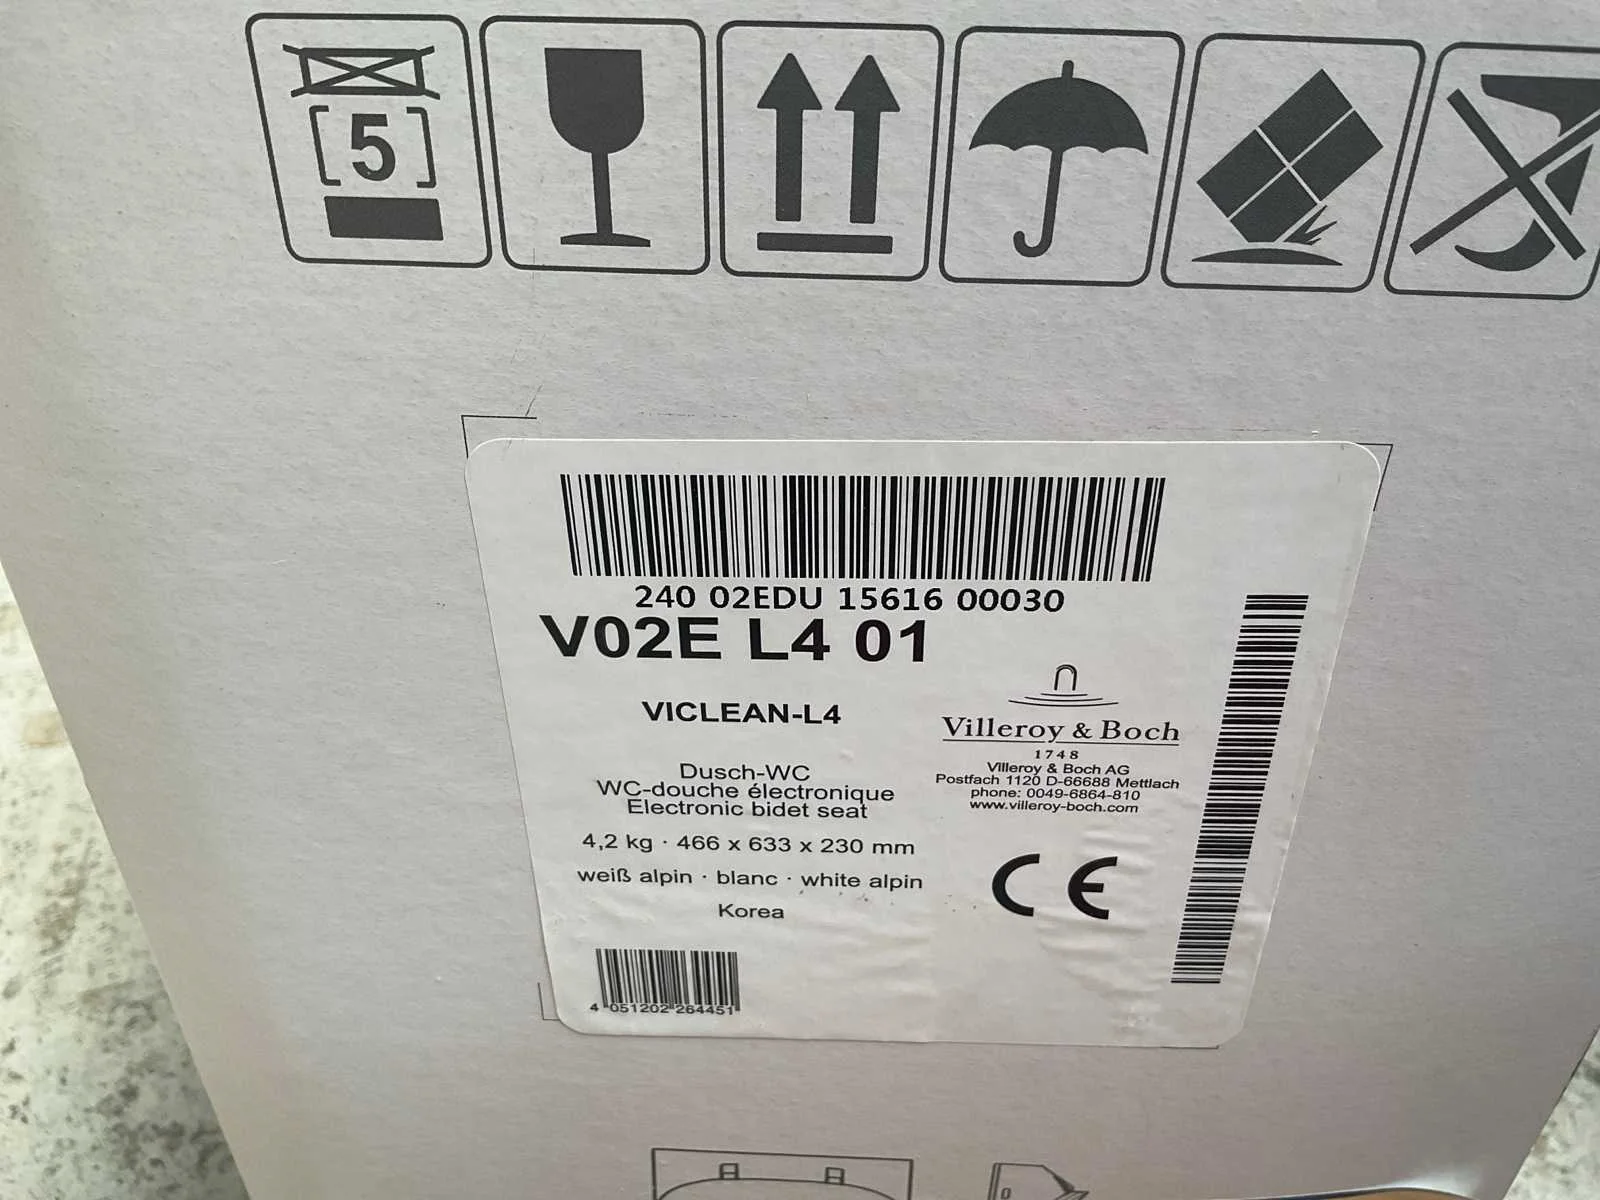 [5]
240 02EDU 15616 00030
V02E L4 01
VICLEAN-L4
Dusch-WC
WC-douche électronique
Electronic bidet seat
4,2 kg · 466 x 633 x 230 mm
weiß alpin · blanc · white alpin
Korea
4 051202 264451
Villeroy & Boch
1748
Villeroy & Boch AG
Postfach 1120 D-66688 Mettlach
phone: 0049-6864-810
www.villeroy-boch.com
CE